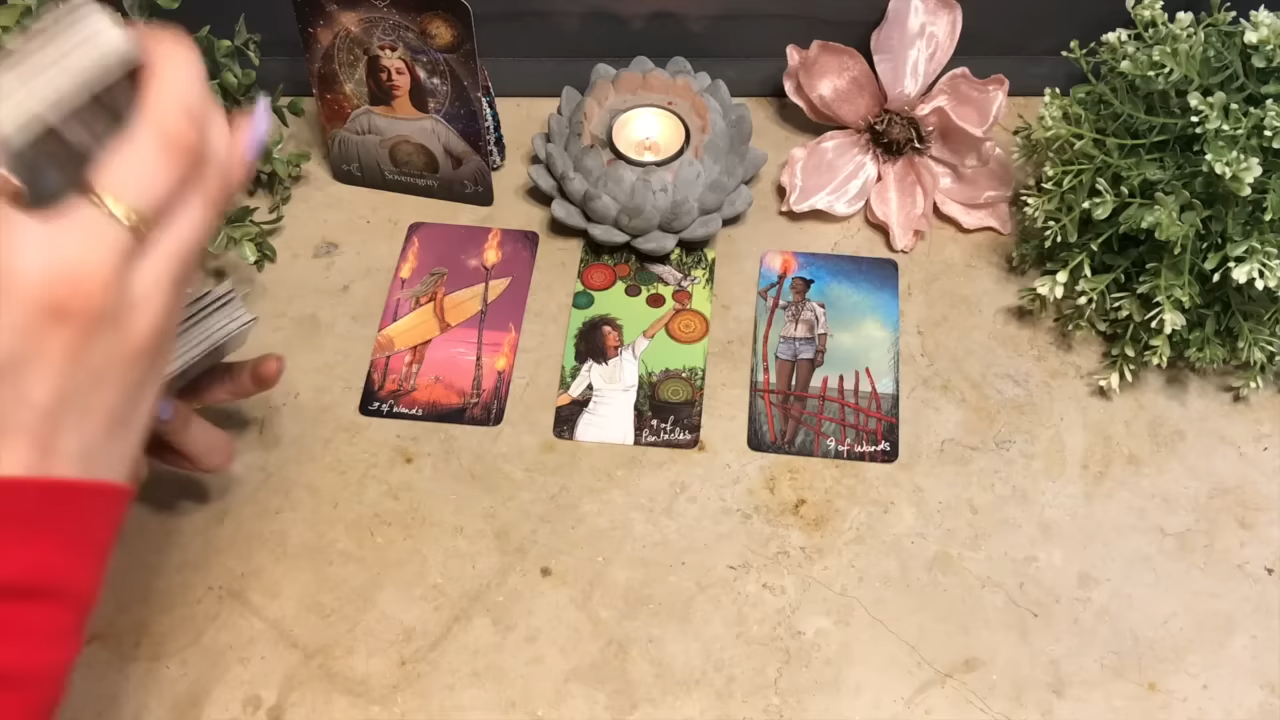 Sovereignty
3 of Wands
9 of
Pentacles
9 of Wands